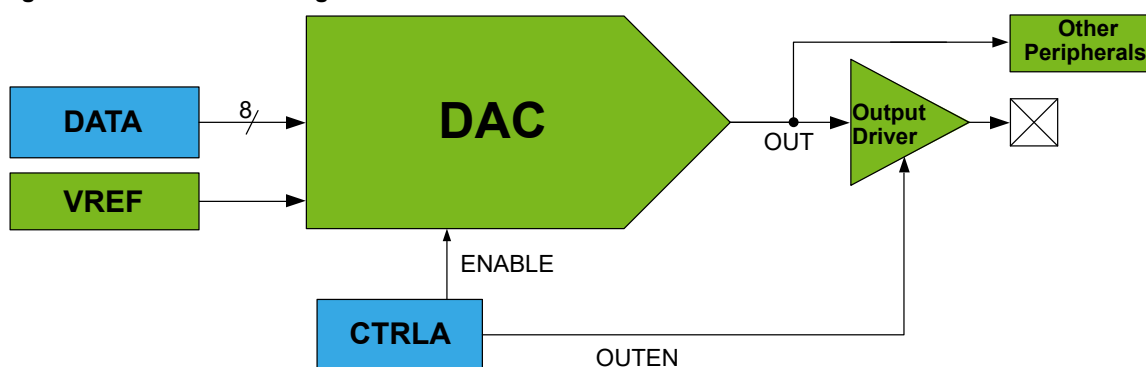 Other
Peripherals
DATA
8
DAC
OUT
Output
Driver
VREF
ENABLE
CTRLA
OUTEN